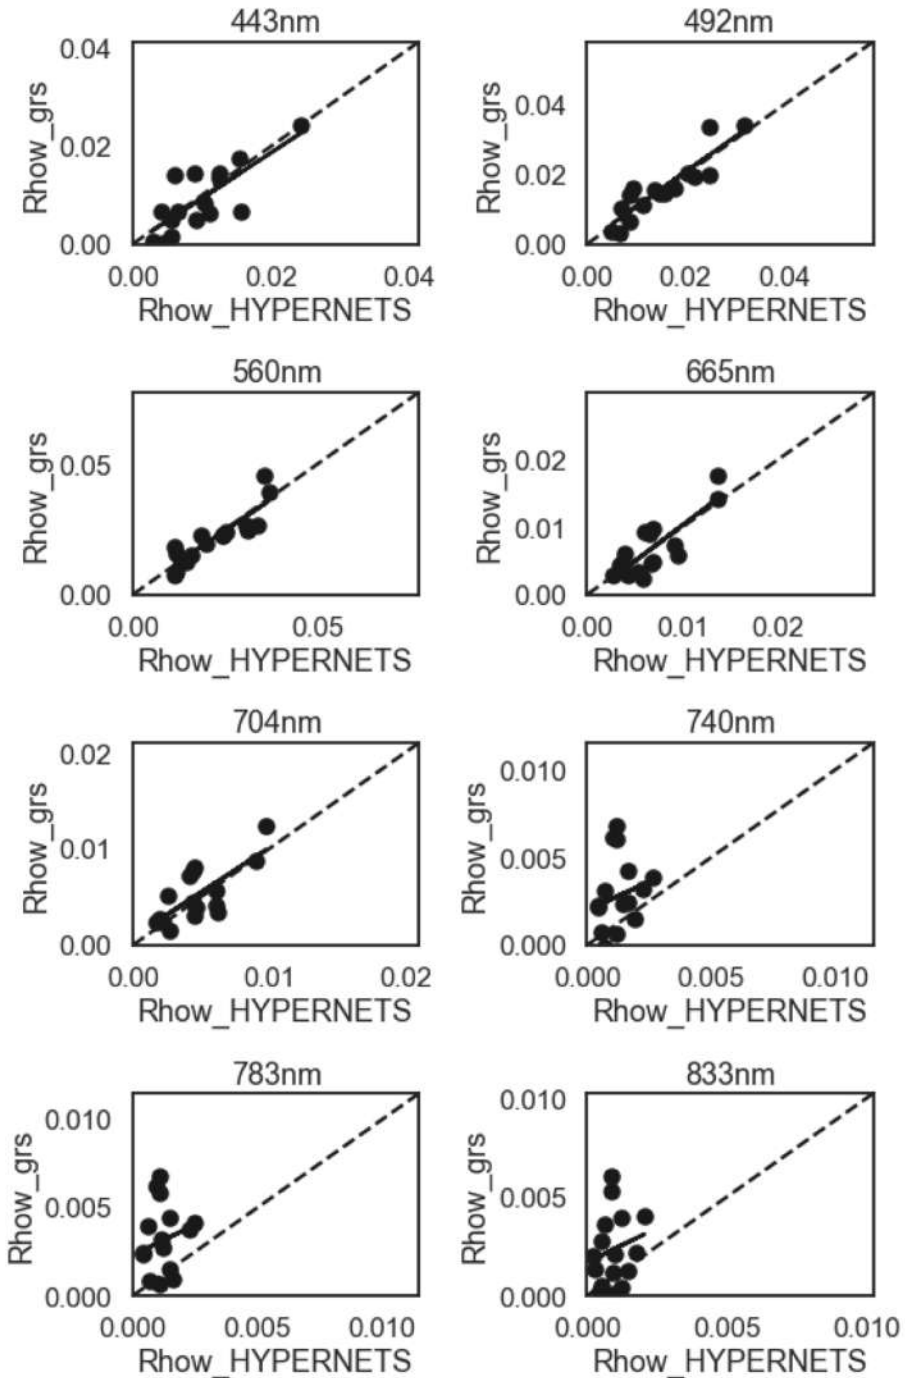 443nm
0.04
0.02
0.00
Rhow_grs
0.00 0.02 0.04
Rhow_HYPERNETS
492nm
0.04
0.02
0.00
Rhow_grs
0.00 0.02 0.04
Rhow_HYPERNETS
560nm
0.05
0.00
Rhow_grs
0.00 0.05
Rhow_HYPERNETS
665nm
0.02
0.01
0.00
Rhow_grs
0.00 0.01 0.02
Rhow_HYPERNETS
704nm
0.02
0.01
0.00
Rhow_grs
0.00 0.01 0.02
Rhow_HYPERNETS
740nm
0.010
0.005
0.000
Rhow_grs
0.000 0.005 0.010
Rhow_HYPERNETS
783nm
0.010
0.005
0.000
Rhow_grs
0.000 0.005 0.010
Rhow_HYPERNETS
833nm
0.010
0.005
0.000
Rhow_grs
0.000 0.005 0.010
Rhow_HYPERNETS